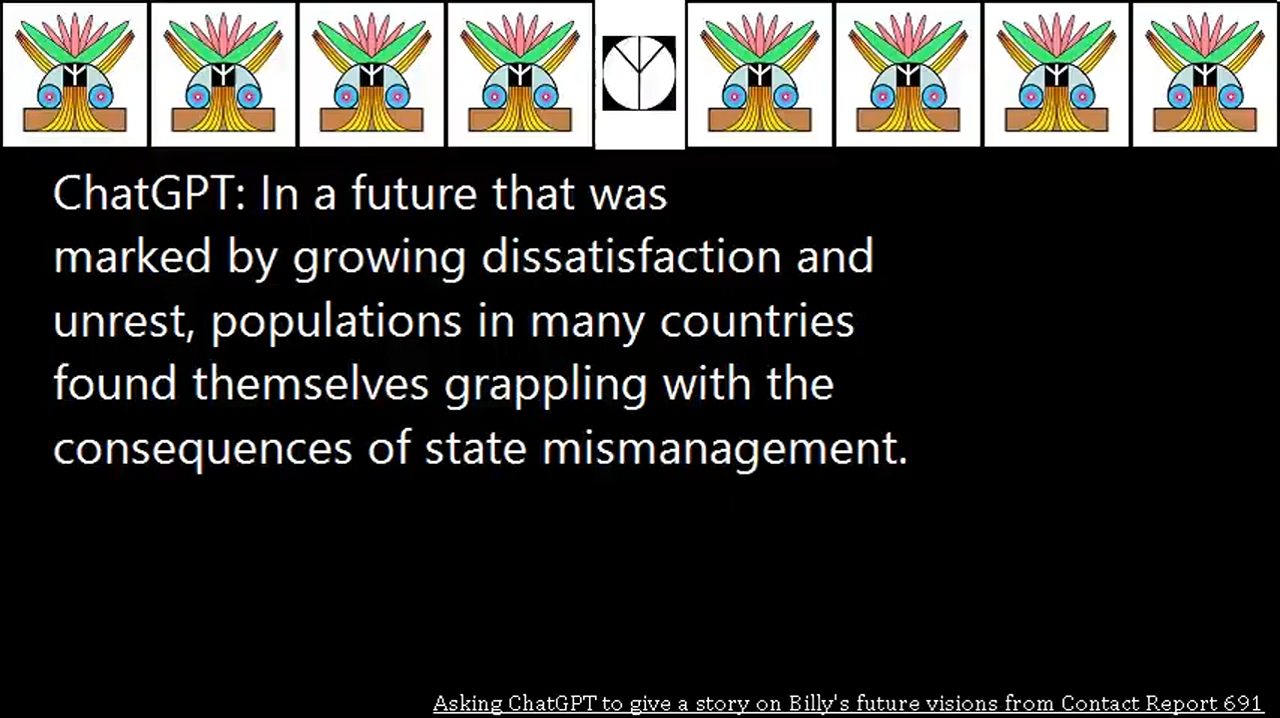 ChatGPT: In a future that was
marked by growing dissatisfaction and
unrest, populations in many countries
found themselves grappling with the
consequences of state mismanagement.
Asking ChatGPT to give a story on Billy's future visions from Contact Report 691